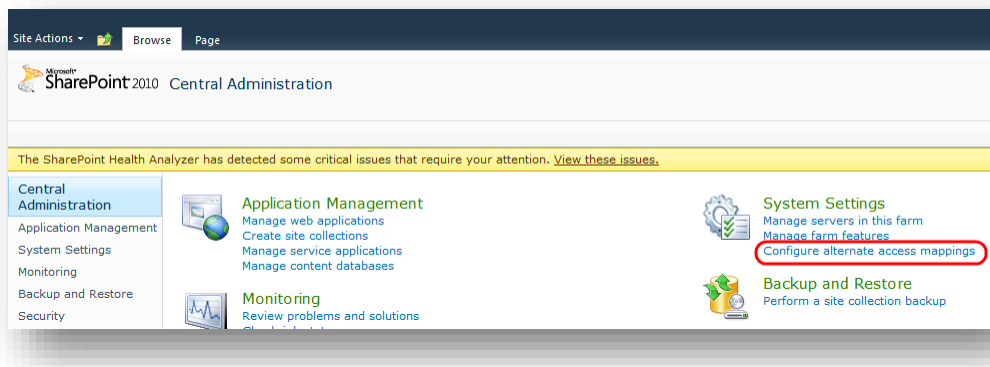 Site Actions Browse Page
Microsoft
SharePoint 2010 Central Administration
The SharePoint Health Analyzer has detected some critical issues that require your attention. View these issues.
Central
Administration
Application Management
System Settings
Monitoring
Backup and Restore
Security
Application Management
Manage web applications
Create site collections
Manage service applications
Manage content databases
Monitoring
Review problems and solutions
System Settings
Manage servers in this farm
Manage farm features
Configure alternate access mappings
Backup and Restore
Perform a site collection backup